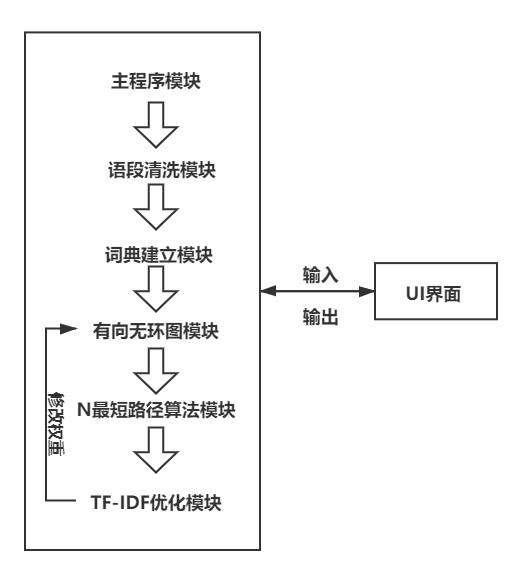 主程序模块
语段清洗模块
词典建立模块
有向无环图模块
N最短路径算法模块
TF-IDF优化模块
修改权重
输入
输出
UI界面